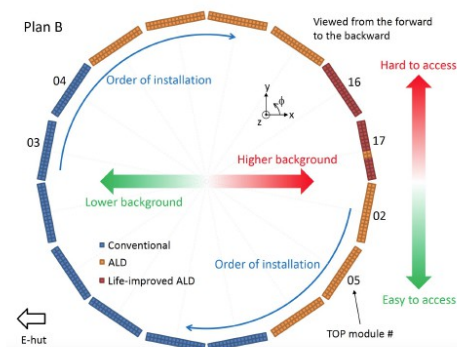 Plan B
Viewed from the forward
to the backward
Hard to access
04
Order of installation
16
y
ϕ
z
x
03
17
Higher background
Lower background
02
Conventional
ALD
Life-improved ALD
Order of installation
05
Easy to access
E-hut
TOP module #